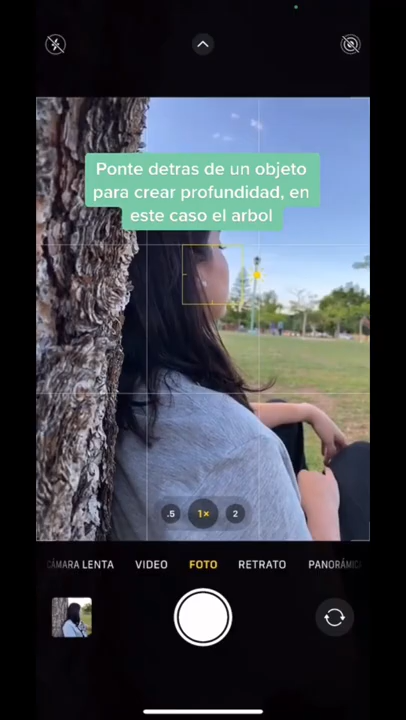 Ponte detras de un objeto
para crear profundidad, en
este caso el arbol
.5 1× 2
CÁMARA LENTA VIDEO FOTO RETRATO PANORÁMICA